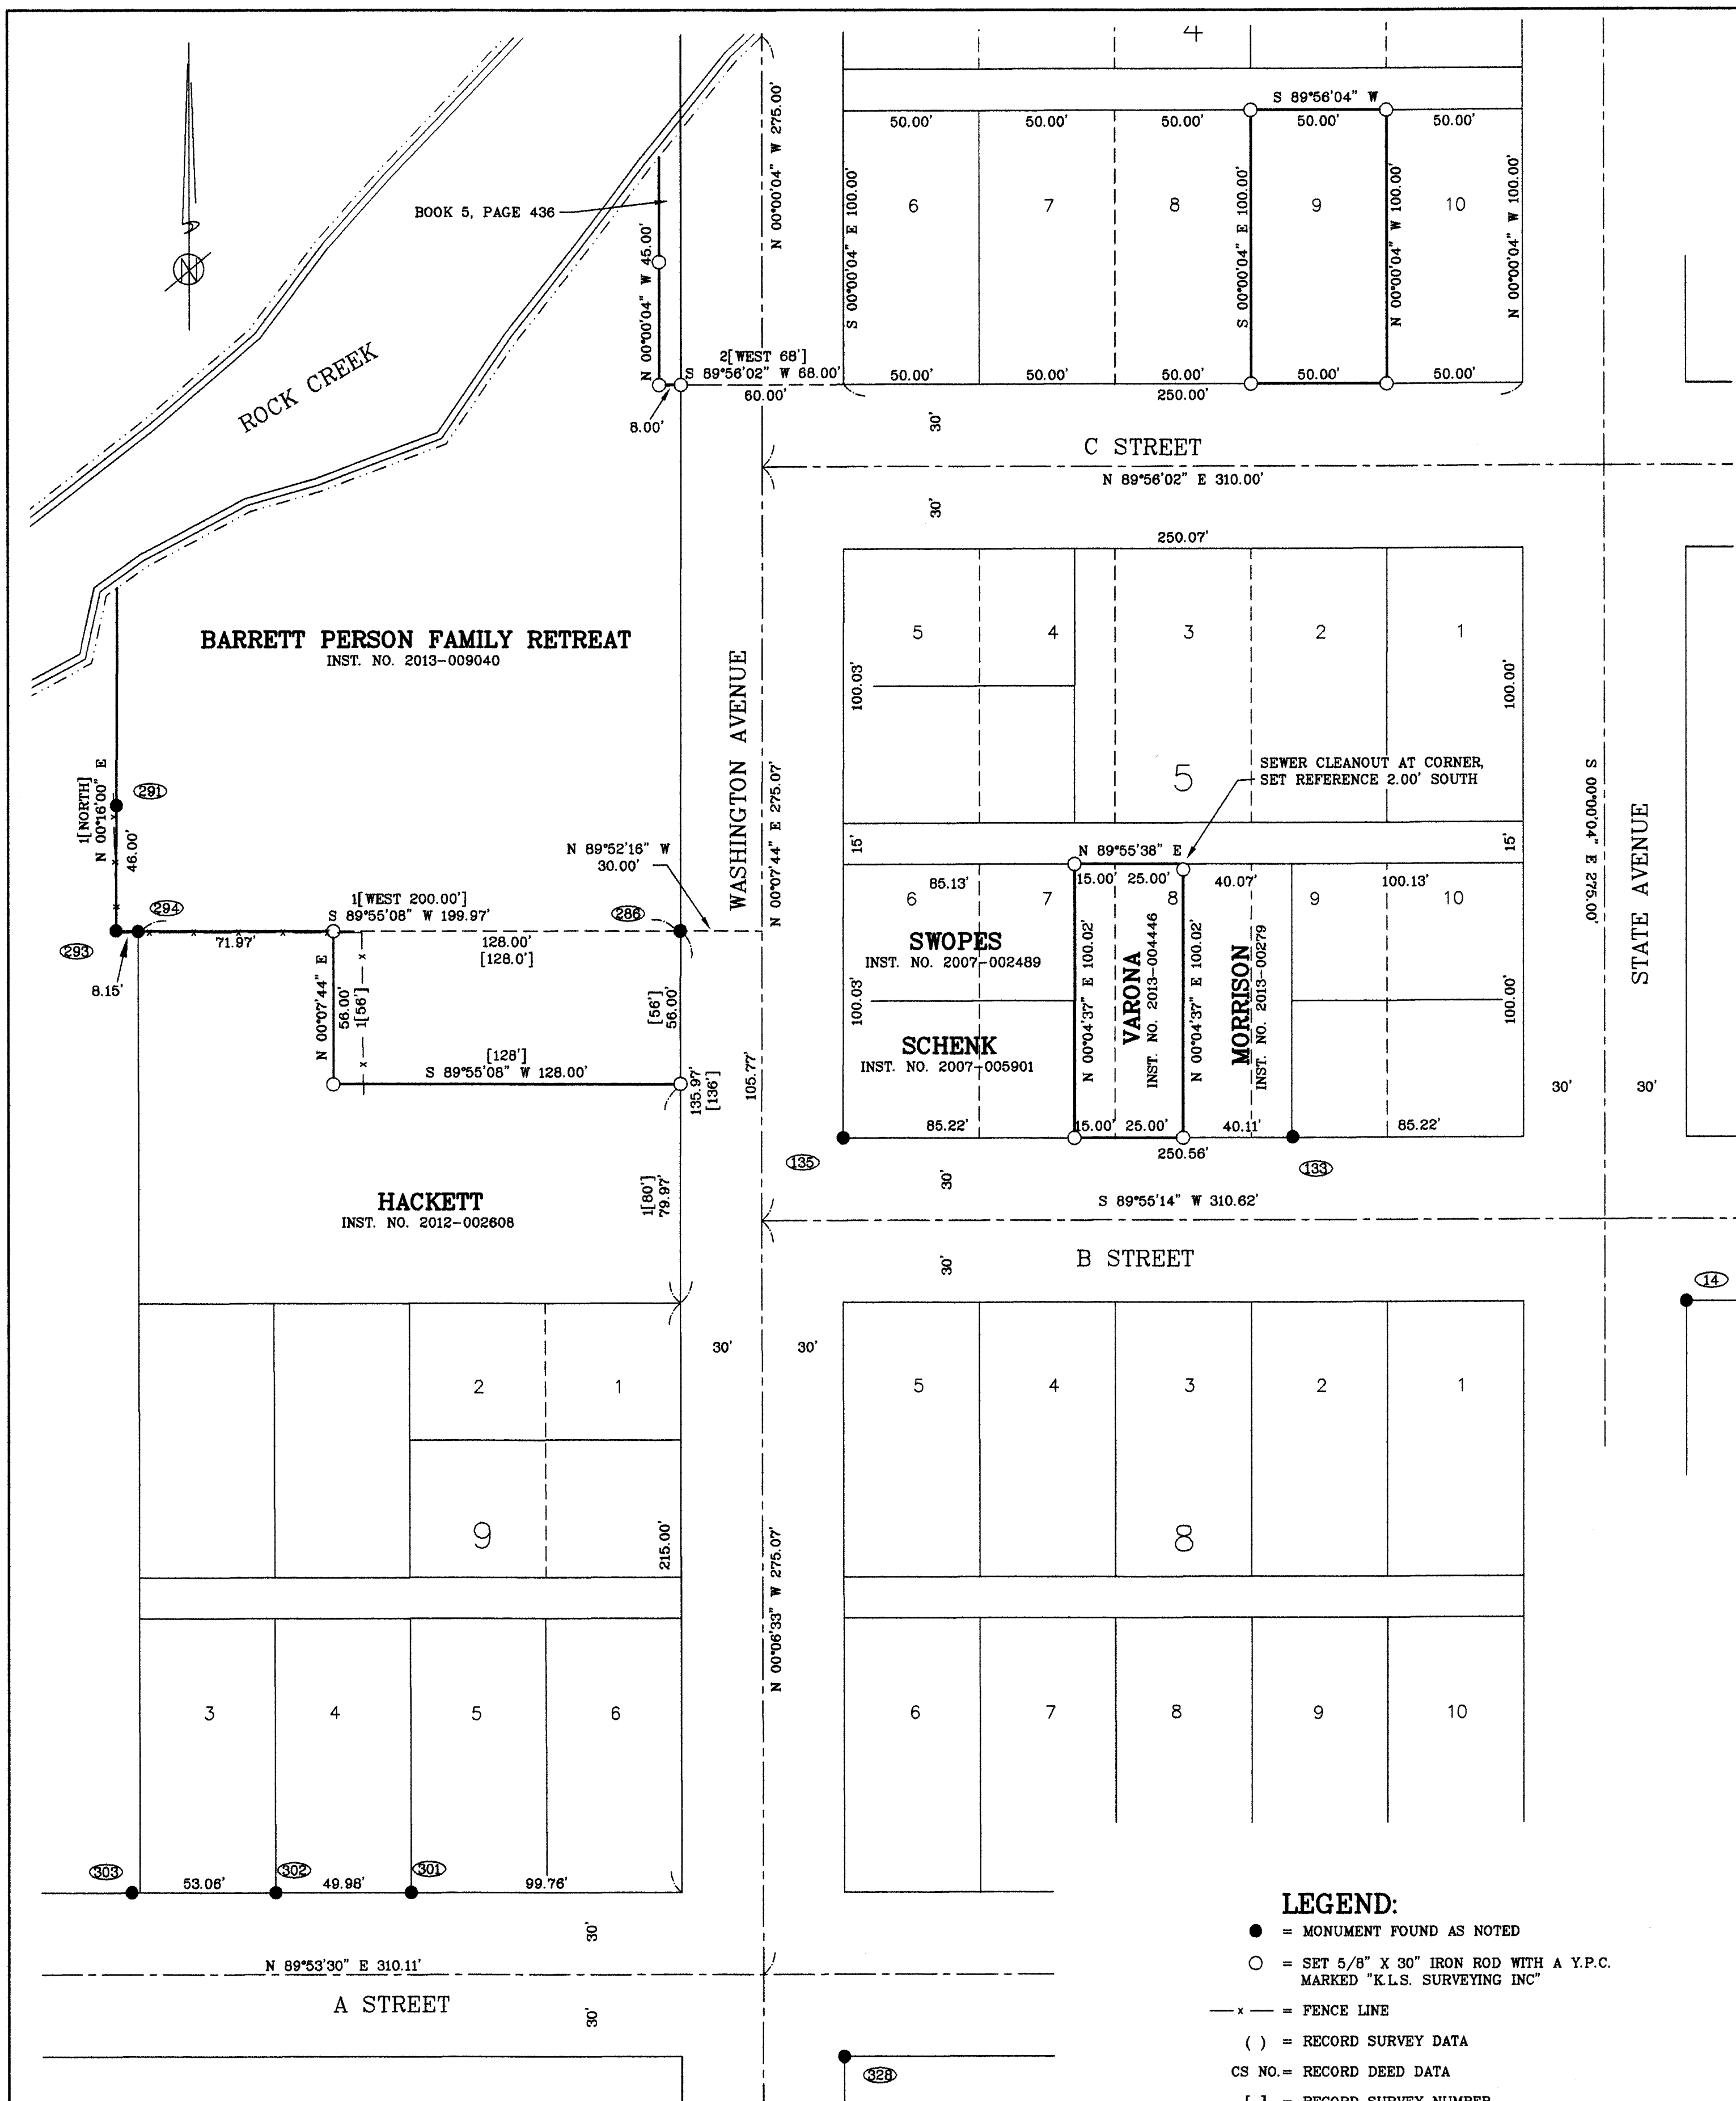 4
S 89°56'04" W
50.00'
50.00'
50.00'
50.00'
50.00'
N 00°00'04" W 275.00'
S 00°00'04" E 100.00'
S 00°00'04" E 100.00'
N 00°00'04" W 100.00'
N 00°00'04" W 100.00'
N
BOOK 5, PAGE 436
6
7
8
9
10
N 00°00'04" W 45.00'
ROCK CREEK
2[WEST 68']
S 89°56'02" W 68.00'
60.00'
8.00'
50.00'
50.00'
50.00'
50.00'
50.00'
250.00'
30'
C STREET
N 89°56'02" E 310.00'
30'
250.07'
BARRETT PERSON FAMILY RETREAT
INST. NO. 2013-009040
5
4
3
2
1
100.03'
100.00'
WASHINGTON AVENUE
N 00°07'44" E 275.07'
5
SEWER CLEANOUT AT CORNER,
SET REFERENCE 2.00' SOUTH
S 00°00'04" E 275.00'
STATE AVENUE
1[NORTH]
N 00°16'00" E
46.00'
291
N 89°52'16" W
30.00'
15'
15'
N 89°55'38" E
85.13'
15.00'
25.00'
40.07'
100.13'
6
7
8
9
10
294
1[WEST 200.00']
S 89°55'08" W 199.97'
286
293
71.97'
128.00'
[128.0']
8.15'
SWOPES
INST. NO. 2007-002489
N 00°07'44" E
56.00'
1[56']
[56']
56.00'
100.03'
N 00°04'37" E 100.02'
VARONA
INST. NO. 2013-004446
N 00°04'37" E 100.02'
MORRISON
INST. NO. 2013-00279
100.00'
SCHENK
INST. NO. 2007-005901
[128']
S 89°55'08" W 128.00'
135.97'
[136']
105.77'
30'
30'
85.22'
15.00'
25.00'
40.11'
85.22'
250.56'
135
133
HACKETT
INST. NO. 2012-002608
1[80']
79.97'
30'
S 89°55'14" W 310.62'
30'
B STREET
14
30'
30'
2
1
5
4
3
2
1
9
215.00'
8
N 00°06'33" W 275.07'
3
4
5
6
6
7
8
9
10
303
302
301
53.06'
49.98'
99.76'
30'
N 89°53'30" E 310.11'
A STREET
30'
328
LEGEND:
= MONUMENT FOUND AS NOTED
= SET 5/8" X 30" IRON ROD WITH A Y.P.C.
MARKED "K.L.S. SURVEYING INC"
x = FENCE LINE
( ) = RECORD SURVEY DATA
CS NO.= RECORD DEED DATA
[ ] = RECORD SURVEY NUMBER